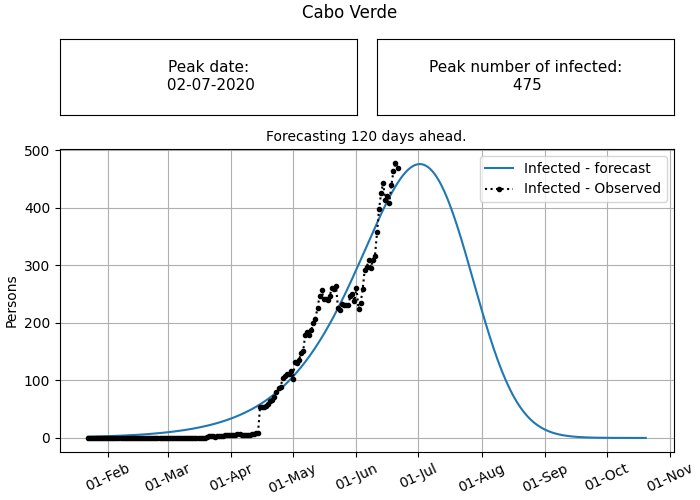 Cabo Verde
Peak date:
02-07-2020
Peak number of infected:
475
Forecasting 120 days ahead.
Infected - forecast
Infected - Observed
Persons
500
400
300
200
100
0
01-Feb
01-Mar
01-Apr
01-May
01-Jun
01-Jul
01-Aug
01-Sep
01-Oct
01-Nov